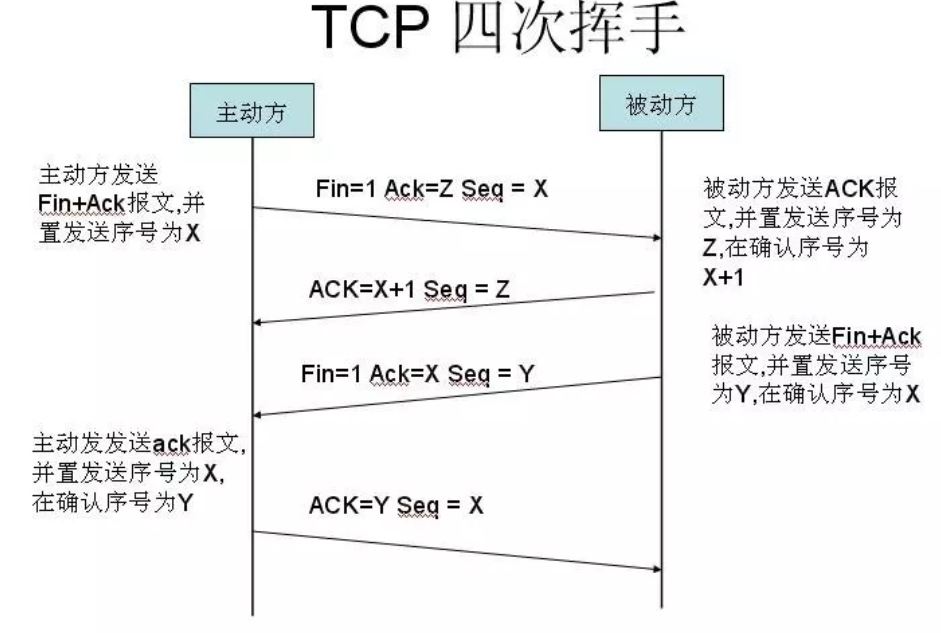 TCP 四次挥手
主动方
被动方
主动方发送
Fin+Ack报文,并
置发送序号为X
Fin=1 Ack=Z Seq = X
被动方发送ACK报
文,并置发送序号为
Z,在确认序号为
X+1
ACK=X+1 Seq = Z
被动方发送Fin+Ack
报文,并置发送序号
为Y,在确认序号为X
Fin=1 Ack=X Seq = Y
主动发发送ack报文,
并置发送序号为X,
在确认序号为Y
ACK=Y Seq = X